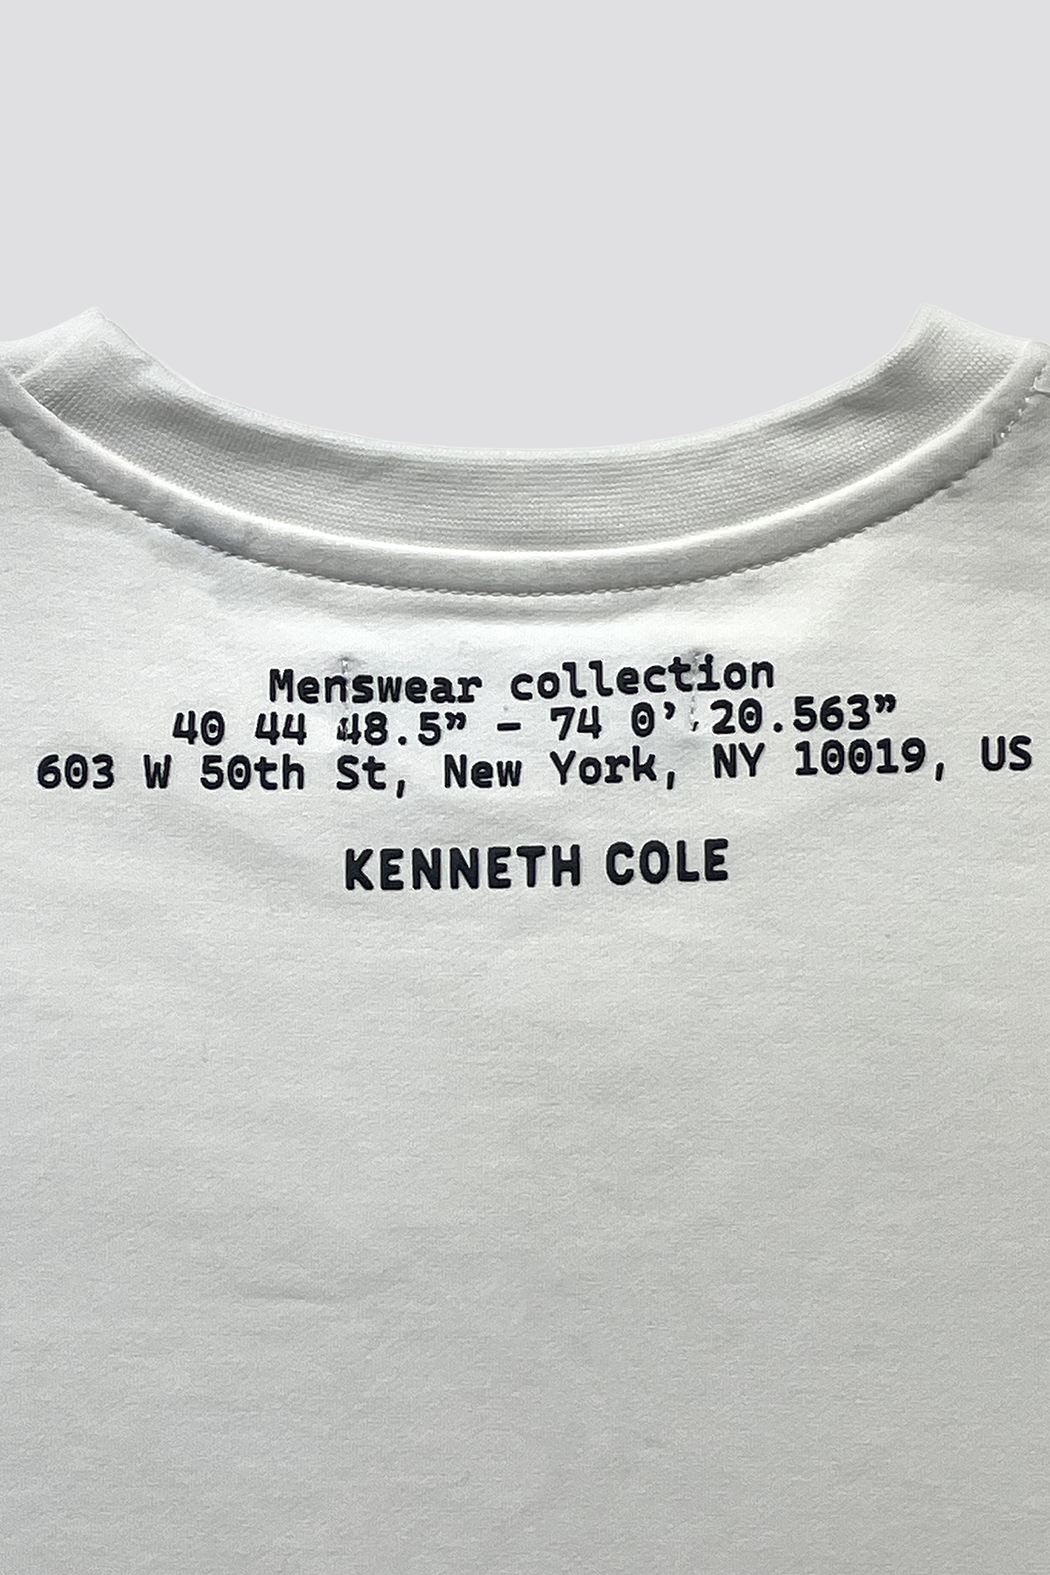 Menswear collection
40 44 48.5” – 74 0’ 20.563”
603 W 50th St, New York, NY 10019, US
KENNETH COLE